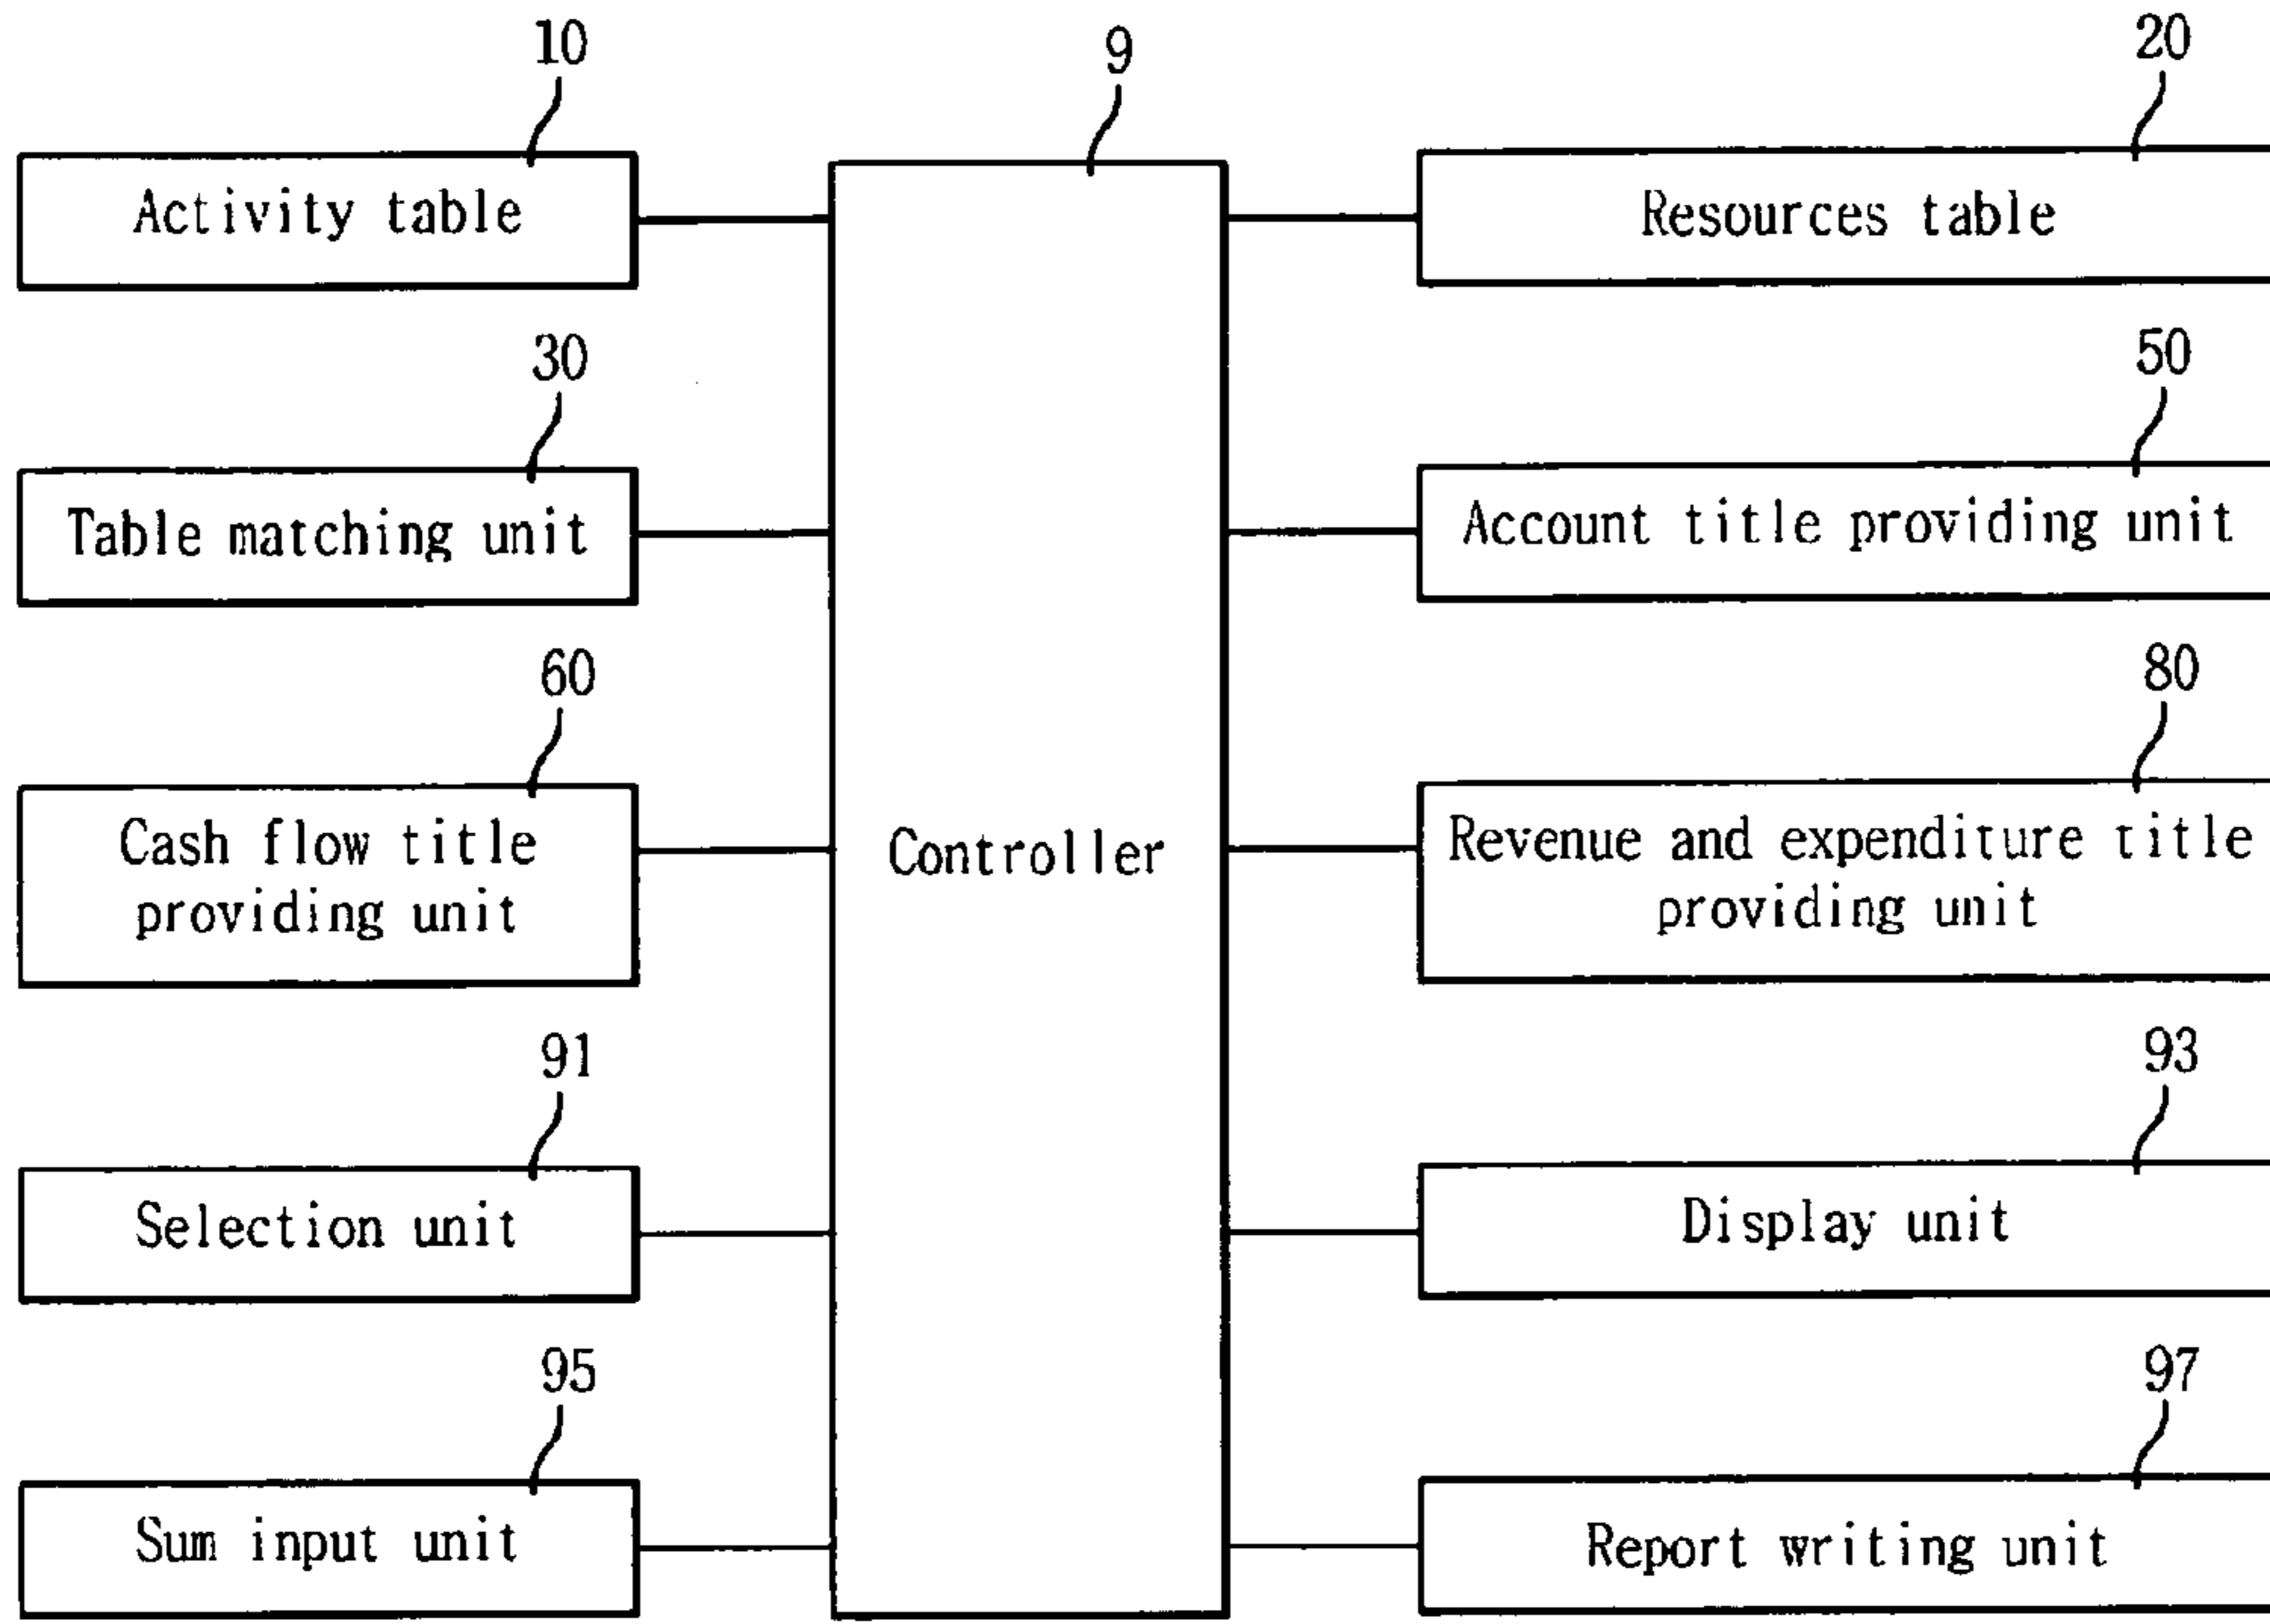 10
9
20
Activity table
Resources table
30
50
Table matching unit
Account title providing unit
60
80
Cash flow title
providing unit
Controller
Revenue and expenditure title
providing unit
91
93
Selection unit
Display unit
95
97
Sum input unit
Report writing unit